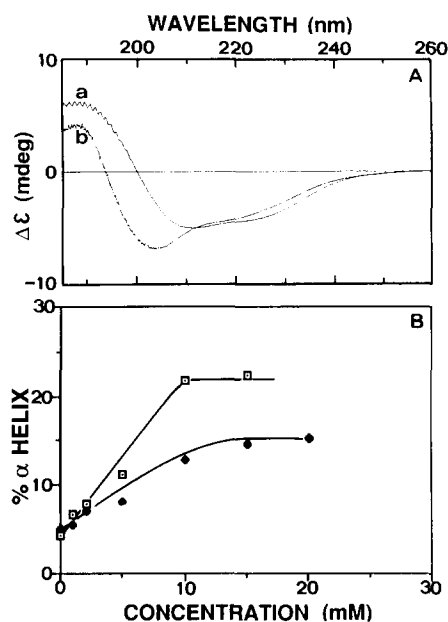 WAVELENGTH (nm)
200 220 240 260
10 A
a
b
0
-10
Δε (mdeg)
30 B
20
10
0
% α HELIX
0 10 20 30
CONCENTRATION (mM)